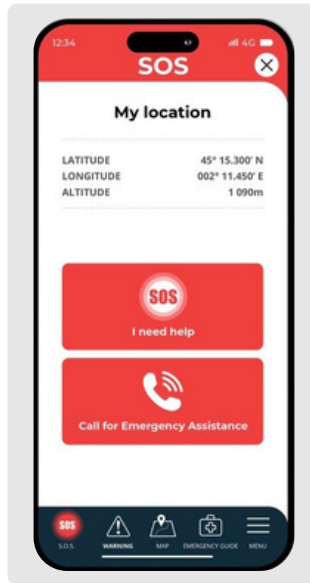 12:34 4G
SOS
My location
LATITUDE 45° 15.300' N
LONGITUDE 002° 11.450' E
ALTITUDE 1 090m
SOS
I need help
Call for Emergency Assistance
SOS
S.O.S. WARNING MAP EMERGENCY GUIDE MENU